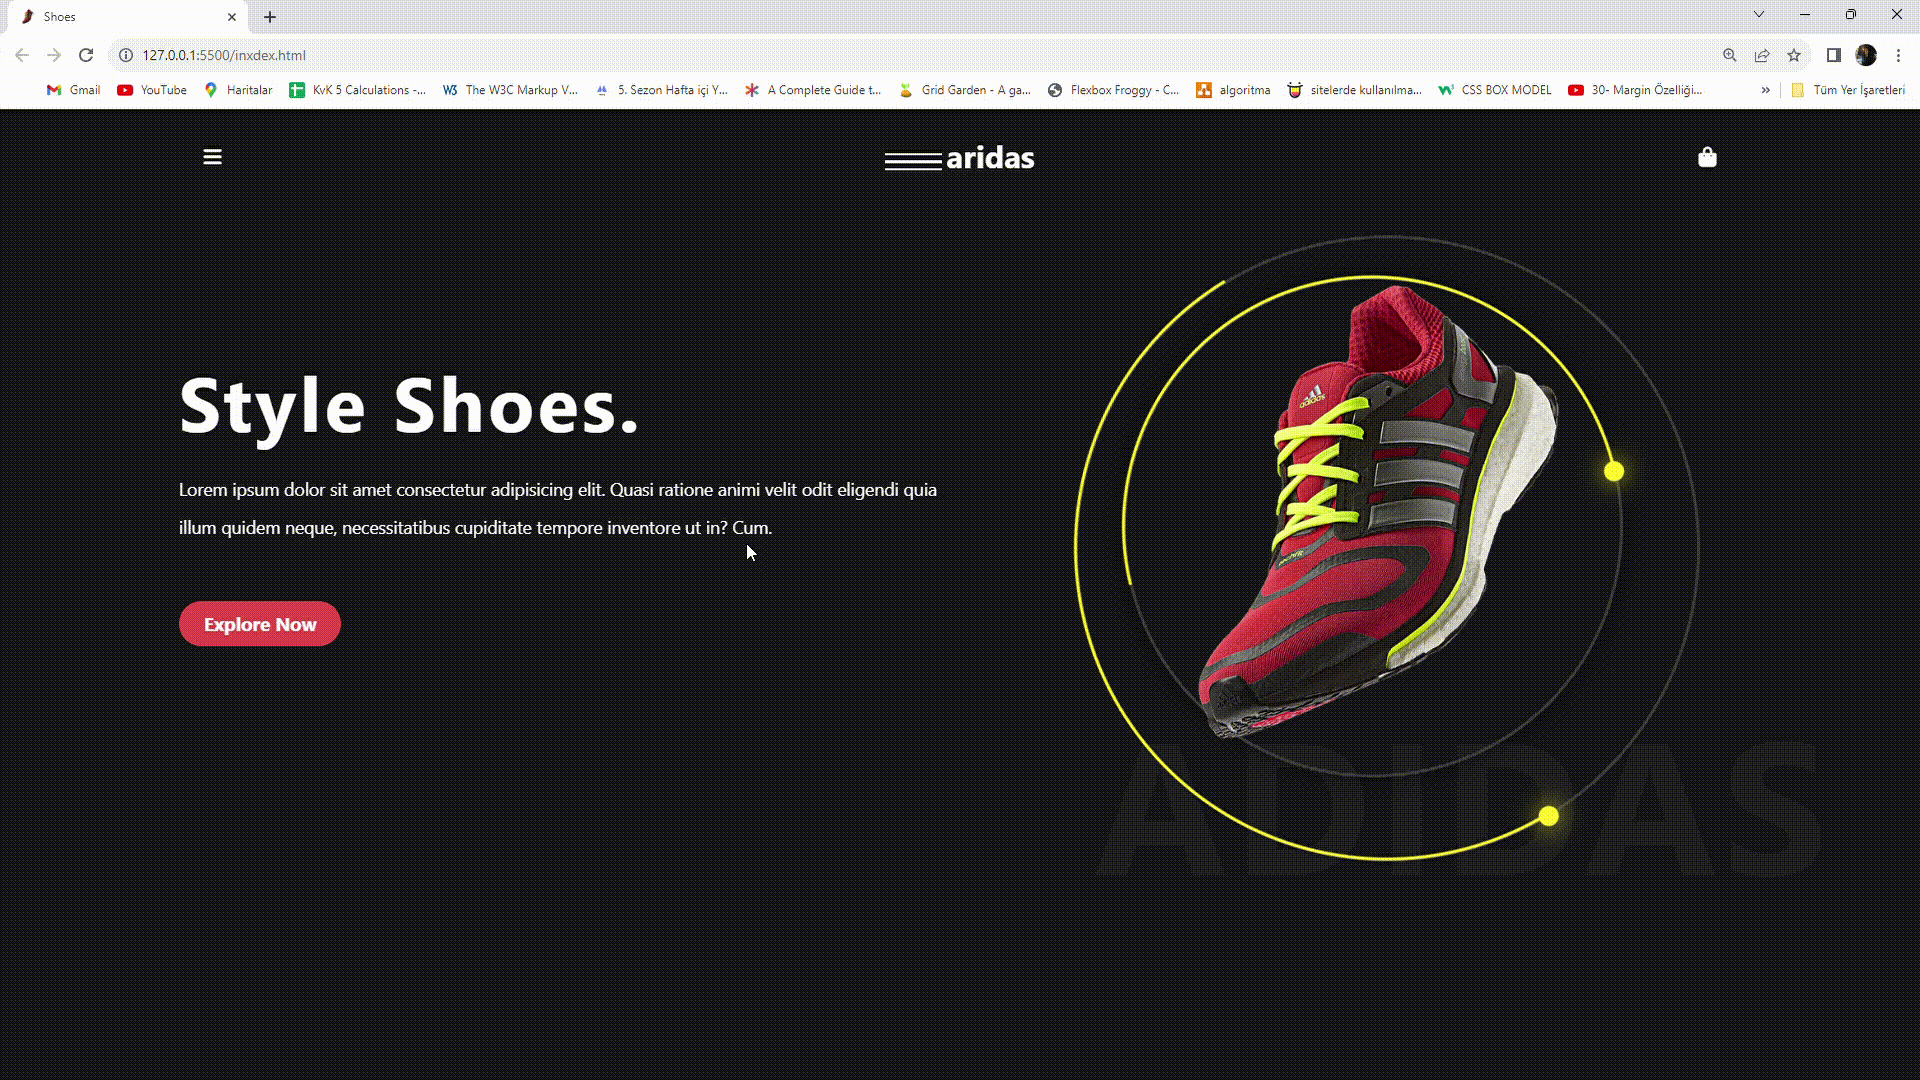 Shoes
127.0.0.1:5500/inxdex.html
Gmail YouTube Haritalar KvK 5 Calculations -... W3 The W3C Markup V... 5. Sezon Hafta içi Y... A Complete Guide t... Grid Garden - A ga... Flexbox Froggy - C... algoritma sitelerde kullanılma... CSS BOX MODEL 30- Margin Özelliği... » Tüm Yer İşaretleri
aridas
adidas
Style Shoes.
Lorem ipsum dolor sit amet consectetur adipisicing elit. Quasi ratione animi velit odit eligendi quia
illum quidem neque, necessitatibus cupiditate tempore inventore ut in? Cum.
Explore Now
ADIDAS